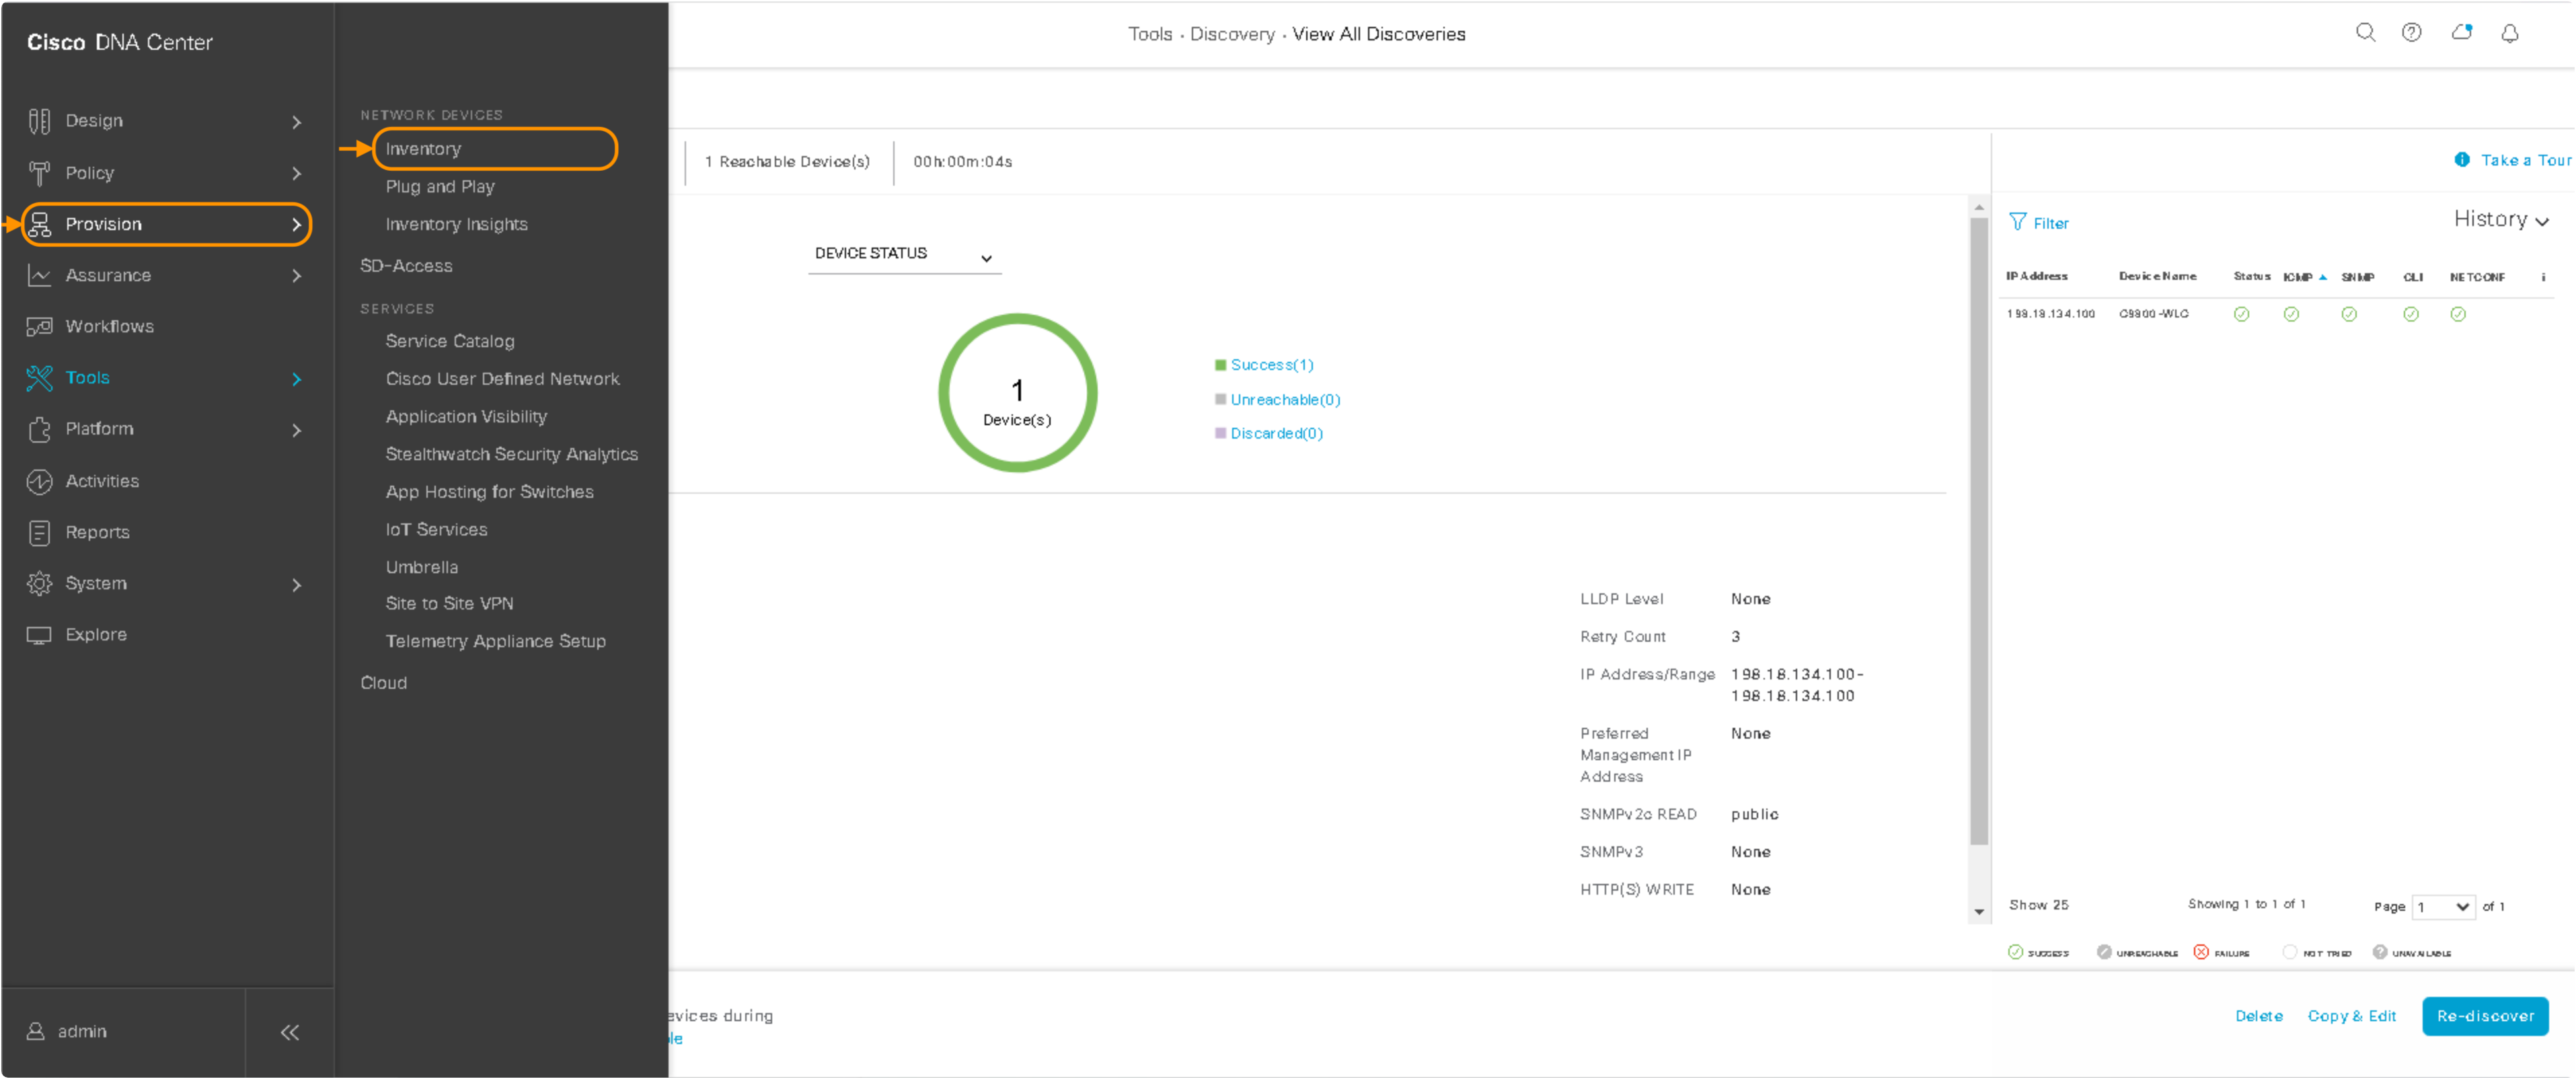 Cisco DNA Center
Design
Policy
Provision
Assurance
Workflows
Tools
Platform
Activities
Reports
System
Explore
admin
NETWORK DEVICES
Inventory
Plug and Play
Inventory Insights
SD-Access
SERVICES
Service Catalog
Cisco User Defined Network
Application Visibility
Stealthwatch Security Analytics
App Hosting for Switches
IoT Services
Umbrella
Site to Site VPN
Telemetry Appliance Setup
Cloud
Tools · Discovery · View All Discoveries
1 Reachable Device(s) 00h:00m:04s
Take a Tour
DEVICE STATUS
1
Device(s)
Success(1)
Unreachable(0)
Discarded(0)
LLDP Level None
Retry Count 3
IP Address/Range 198.18.134.100-
198.18.134.100
Preferred None
Management IP
Address
SNMPv2c READ public
SNMPv3 None
HTTP(S) WRITE None
Filter
History
IP Address Device Name Status ICMP SNMP CLI NETCONF
198.18.134.100 C9800-WLC
Show 25 Showing 1 to 1 of 1 Page 1 of 1
SUCCESS UNREACHABLE FAILURE NOT TRIED UNAVAILABLE
evices during
le
Delete Copy & Edit Re-discover